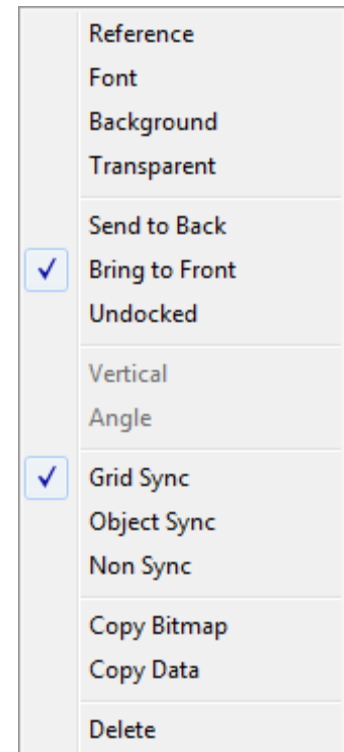 Reference
Font
Background
Transparent
Send to Back
Bring to Front
Undocked
Vertical
Angle
Grid Sync
Object Sync
Non Sync
Copy Bitmap
Copy Data
Delete